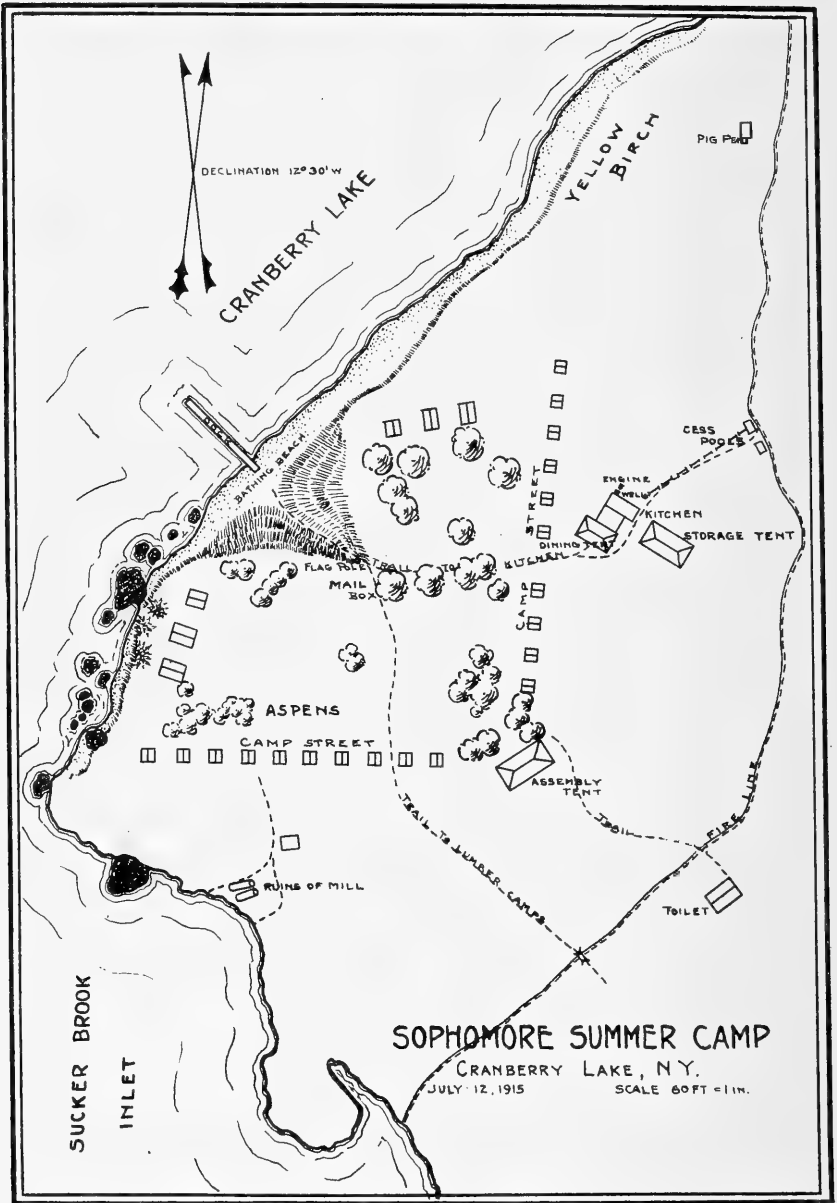 DECLINATION 12° 30' W
CRANBERRY LAKE
YELLOW
BIRCH
PIG PEN
DOCK
BATHING BEACH
CESS
POOLS
ENGINE
WELL
KITCHEN
STORAGE TENT
DINING TENT
CAMP STREET
FLAG POLE
TRAIL TO KITCHEN
MAIL
BOX
ASPENS
CAMP STREET
ASSEMBLY
TENT
TRAIL TO LUMBER CAMPS
TRAIL
FIRE LINE
RUINS OF MILL
TOILET
SUCKER BROOK
INLET
SOPHOMORE SUMMER CAMP
CRANBERRY LAKE, N.Y.
JULY 12, 1915
SCALE 60 FT = 1 IN.